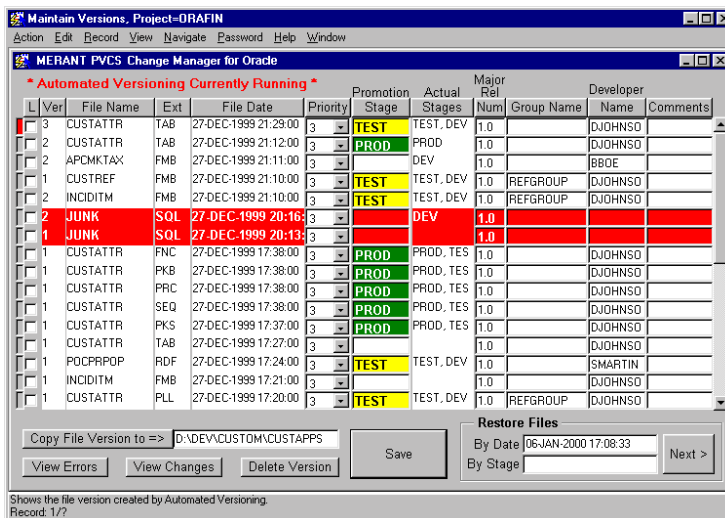 Maintain Versions, Project=ORAFIN
Action Edit Record View Navigate Password Help Window
MERANT PVCS Change Manager for Oracle
* Automated Versioning Currently Running *
Promotion Actual Major Rel Developer
L Ver File Name Ext File Date Priority Stage Stages Num Group Name Name Comments
3 CUSTATTR TAB 27-DEC-1999 21:29:00 3 TEST TEST, DEV 1.0 DJOHNSO
2 CUSTATTR TAB 27-DEC-1999 21:12:00 3 PROD PROD 1.0 DJOHNSO
2 APCMKTAX FMB 27-DEC-1999 21:11:00 3 DEV 1.0 BBOE
1 CUSTREF FMB 27-DEC-1999 21:10:00 3 TEST TEST, DEV 1.0 REFGROUP DJOHNSO
2 INCIDITM FMB 27-DEC-1999 21:10:00 3 TEST TEST, DEV 1.0 REFGROUP DJOHNSO
2 JUNK SQL 27-DEC-1999 20:16: 3 DEV 1.0
1 JUNK SQL 27-DEC-1999 20:13: 3 1.0
1 CUSTATTR FNC 27-DEC-1999 17:38:00 3 PROD PROD, TES 1.0 DJOHNSO
1 CUSTATTR PKB 27-DEC-1999 17:38:00 3 PROD PROD, TES 1.0 DJOHNSO
1 CUSTATTR PRC 27-DEC-1999 17:38:00 3 PROD PROD, TES 1.0 DJOHNSO
1 CUSTATTR SEQ 27-DEC-1999 17:38:00 3 PROD PROD, TES 1.0 DJOHNSO
1 CUSTATTR PKS 27-DEC-1999 17:37:00 3 PROD PROD, TES 1.0 DJOHNSO
1 CUSTATTR TAB 27-DEC-1999 17:27:00 3 1.0 DJOHNSO
1 POCPRPOP RDF 27-DEC-1999 17:24:00 3 TEST TEST, DEV 1.0 SMARTIN
1 INCIDITM FMB 27-DEC-1999 17:21:00 3 1.0 DJOHNSO
1 CUSTATTR PLL 27-DEC-1999 17:20:00 3 TEST TEST, DEV 1.0 REFGROUP DJOHNSO
Copy File Version to => D:\DEV\CUSTOM\CUSTAPPS
View Errors View Changes Delete Version
Save
Restore Files
By Date 06-JAN-2000 17:08:33
By Stage
Next >
Shows the file version created by Automated Versioning.
Record: 1/?